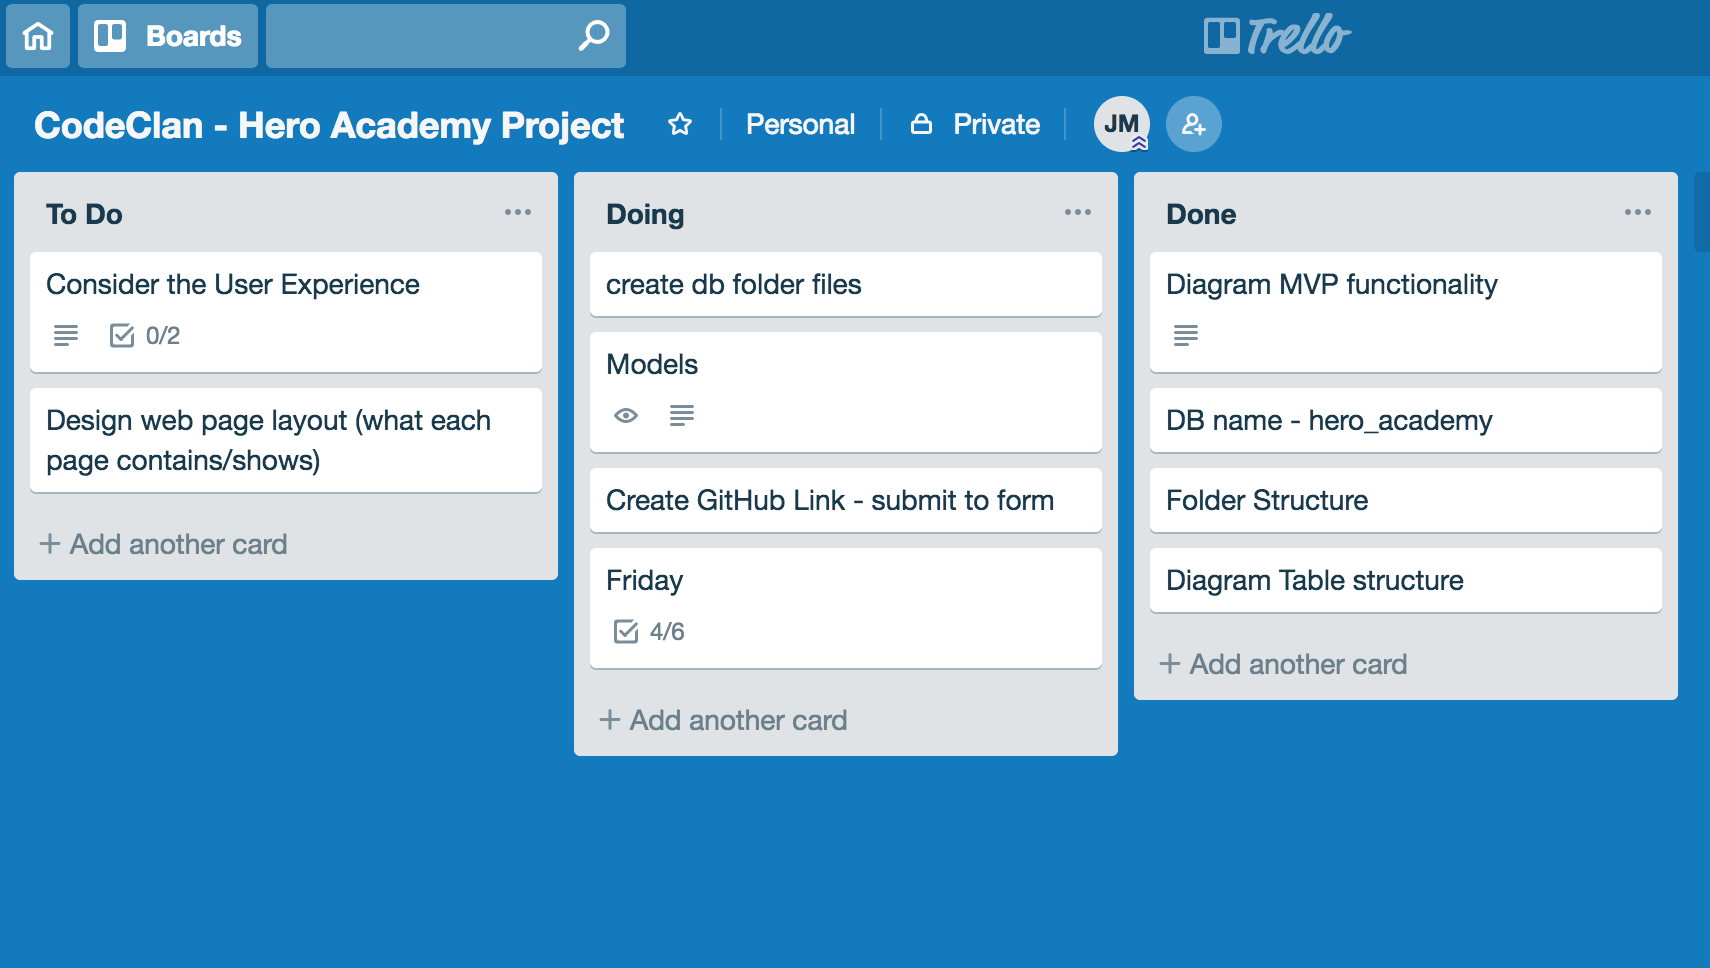 Boards
Trello
CodeClan - Hero Academy Project
Personal
Private
JM
To Do
Consider the User Experience
0/2
Design web page layout (what each
page contains/shows)
+ Add another card
Doing
create db folder files
Models
Create GitHub Link - submit to form
Friday
4/6
+ Add another card
Done
Diagram MVP functionality
DB name - hero_academy
Folder Structure
Diagram Table structure
+ Add another card